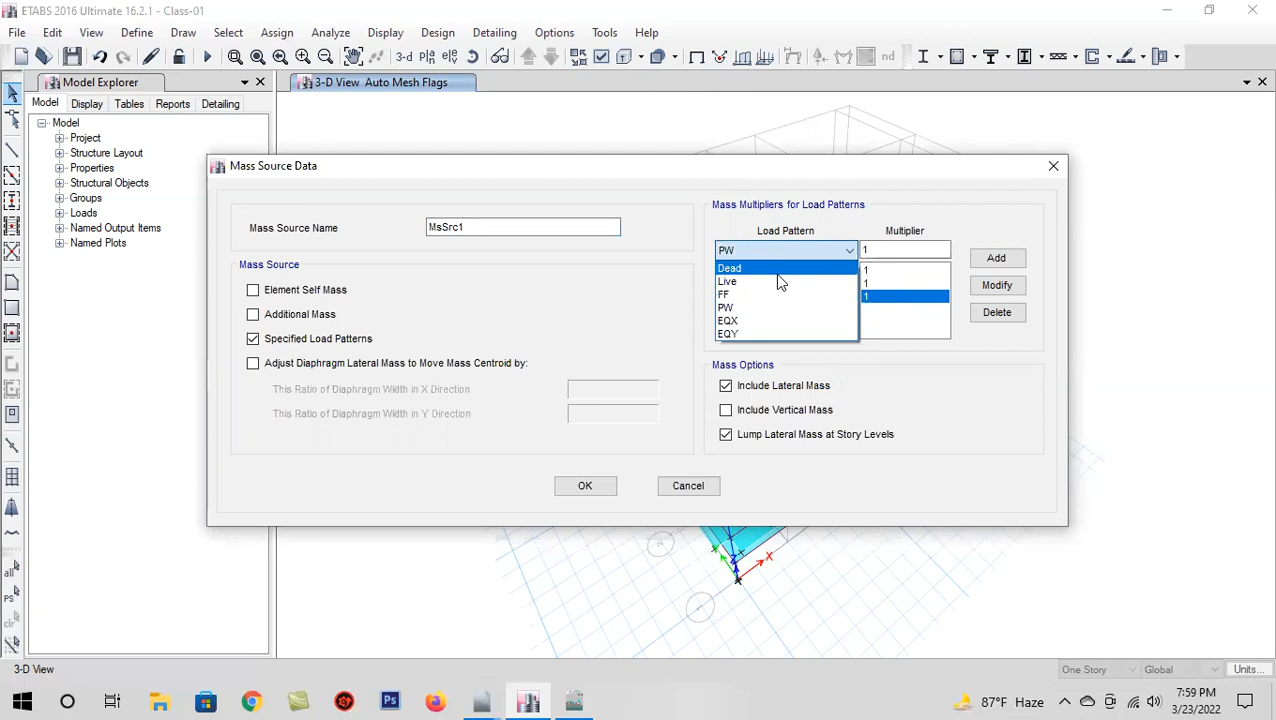 ETABS 2016 Ultimate 16.2.1 - Class-01
File Edit View Define Draw Select Assign Analyze Display Design Detailing Options Tools Help
3-d
nd
Model Explorer
3-D View Auto Mesh Flags
Model Display Tables Reports Detailing
Model
Project
Structure Layout
Properties
Structural Objects
Groups
Loads
Named Output Items
Named Plots
Mass Source Data
Mass Source Name
MsSrc1
Mass Source
Element Self Mass
Additional Mass
Specified Load Patterns
Adjust Diaphragm Lateral Mass to Move Mass Centroid by:
This Ratio of Diaphragm Width in X Direction
This Ratio of Diaphragm Width in Y Direction
Mass Multipliers for Load Patterns
Load Pattern Multiplier
PW 1
Dead 1
Live 1
FF 1
PW
EQX
EQY
Add
Modify
Delete
Mass Options
Include Lateral Mass
Include Vertical Mass
Lump Lateral Mass at Story Levels
OK Cancel
Z
X
all
PS
clr
3-D View
One Story Global Units...
Ps
87°F Haze
7:59 PM
3/23/2022